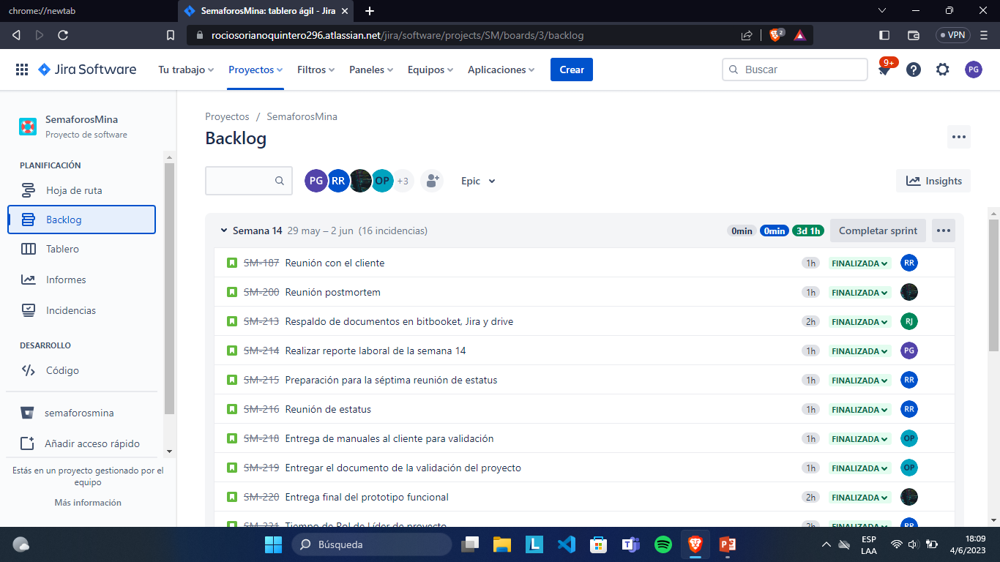 chrome://newtab
SemaforosMina: tablero ágil - Jira
rociosorianoquintero296.atlassian.net/jira/software/projects/SM/boards/3/backlog
2
VPN
Jira Software
Tu trabajo
Proyectos
Filtros
Paneles
Equipos
Aplicaciones
Crear
Buscar
9+
PG
SemaforosMina
Proyecto de software
PLANIFICACIÓN
Hoja de ruta
Backlog
Tablero
Informes
Incidencias
DESARROLLO
Código
semaforosmina
Añadir acceso rápido
Estás en un proyecto gestionado por el
equipo
Más información
Proyectos / SemaforosMina
Backlog
PG RR OP +3
Epic
Insights
Semana 14 29 may – 2 jun (16 incidencias) 0min 0min 3d 1h Completar sprint
SM-187 Reunión con el cliente 1h FINALIZADA RR
SM-200 Reunión postmortem 1h FINALIZADA
SM-213 Respaldo de documentos en bitbooket, Jira y drive 2h FINALIZADA RJ
SM-214 Realizar reporte laboral de la semana 14 1h FINALIZADA PG
SM-215 Preparación para la séptima reunión de estatus 1h FINALIZADA RR
SM-216 Reunión de estatus 1h FINALIZADA RR
SM-218 Entrega de manuales al cliente para validación 1h FINALIZADA OP
SM-219 Entregar el documento de la validación del proyecto 1h FINALIZADA OP
SM-220 Entrega final del prototipo funcional 2h FINALIZADA
SM-221 Tiempo de Rol de Líder de proyecto 2h FINALIZADA RR
Búsqueda
L
ESP
LAA
18:09
4/6/2023